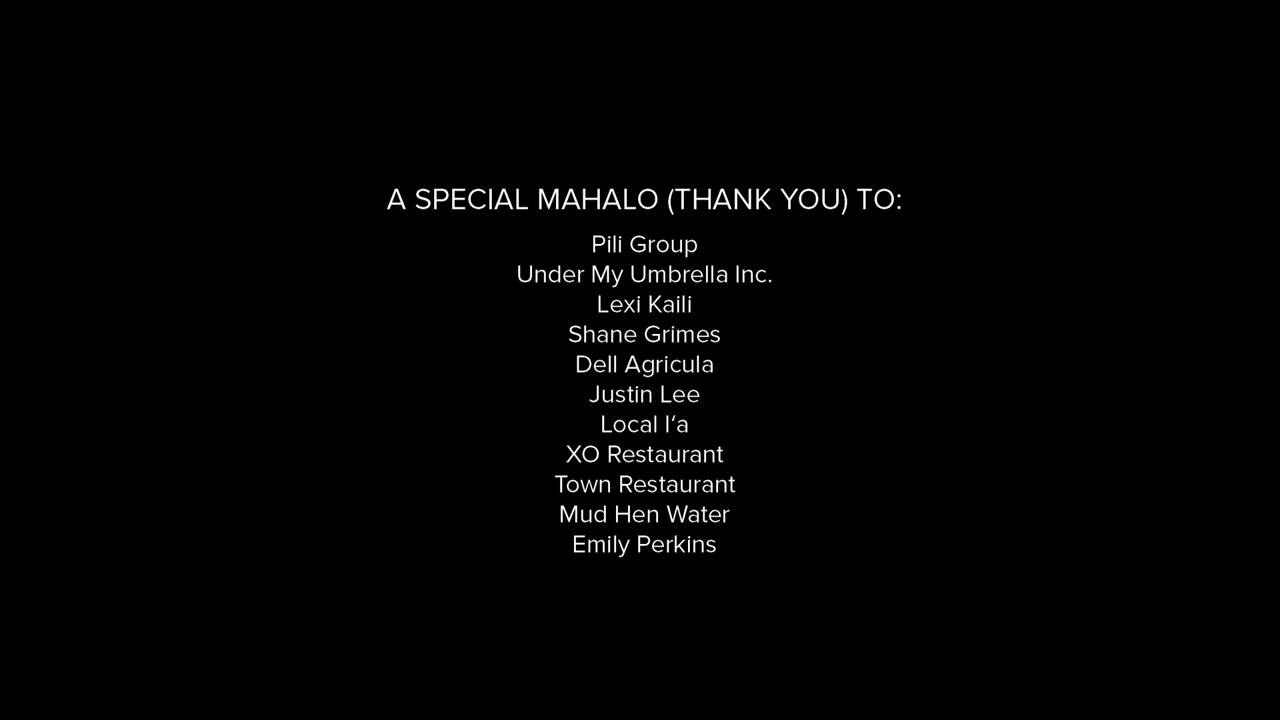 A SPECIAL MAHALO (THANK YOU) TO:
Pili Group
Under My Umbrella Inc.
Lexi Kaili
Shane Grimes
Dell Agricula
Justin Lee
Local I‘a
XO Restaurant
Town Restaurant
Mud Hen Water
Emily Perkins